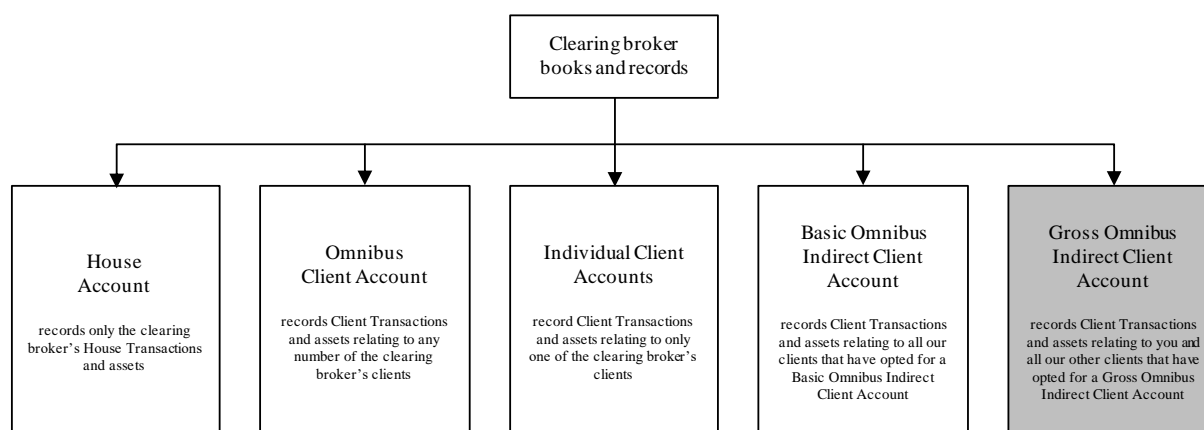 Clearing broker
books and records
House
Account
records only the clearing
broker's House Transactions
and assets
Omnibus
Client Account
records Client Transactions
and assets relating to any
number of the clearing
broker's clients
Individual Client
Accounts
record Client Transactions
and assets relating to only
one of the clearing broker's
clients
Basic Omnibus
Indirect Client
Account
records Client Transactions
and assets relating to all our
clients that have opted for a
Basic Omnibus Indirect
Client Account
Gross Omnibus
Indirect Client
Account
records Client Transactions
and assets relating to you and
all our other clients that have
opted for a Gross Omnibus
Indirect Client Account